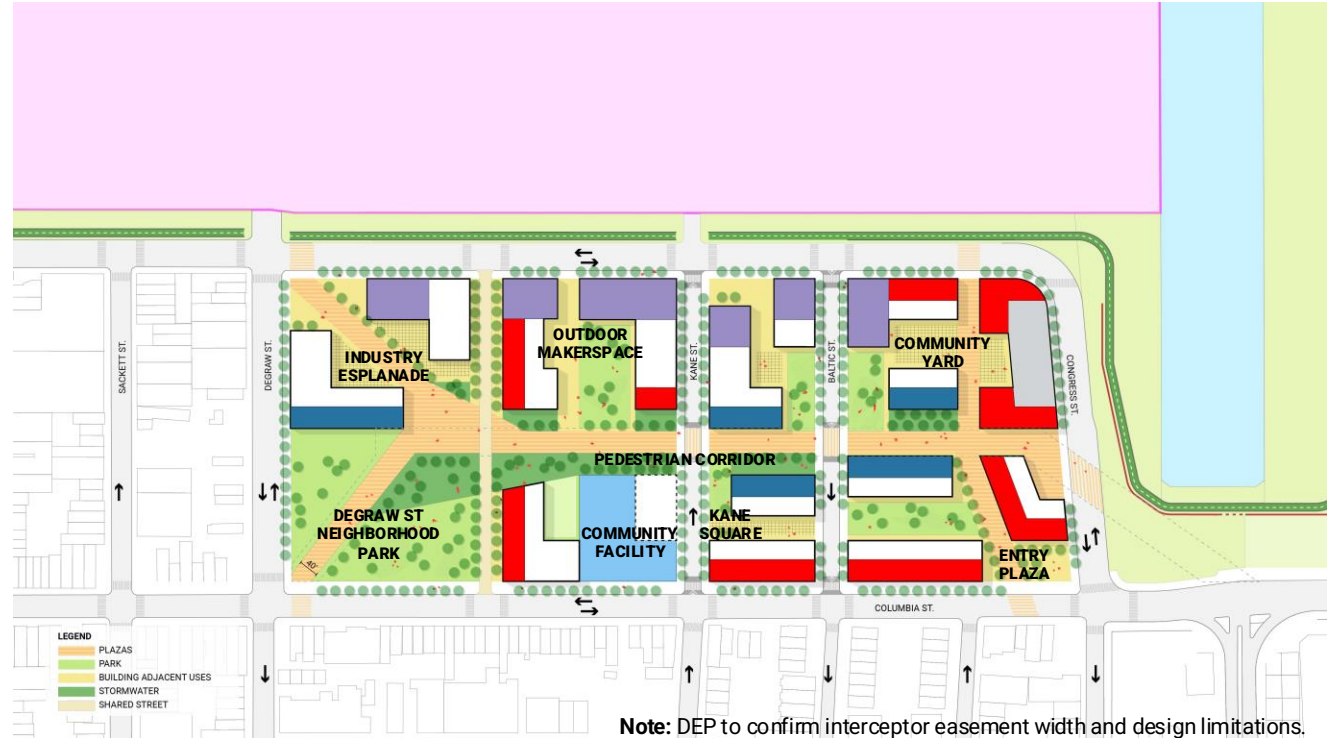 SACKETT ST.
DEGRAW ST.
INDUSTRY
ESPLANADE
OUTDOOR
MAKERSPACE
KANE ST.
BALTIC ST.
COMMUNITY
YARD
CONGRESS ST.
PEDESTRIAN CORRIDOR
DEGRAW ST
NEIGHBORHOOD
PARK
40'
COMMUNITY
FACILITY
KANE
SQUARE
ENTRY
PLAZA
COLUMBIA ST.
LEGEND
PLAZAS
PARK
BUILDING ADJACENT USES
STORMWATER
SHARED STREET
Note: DEP to confirm interceptor easement width and design limitations.